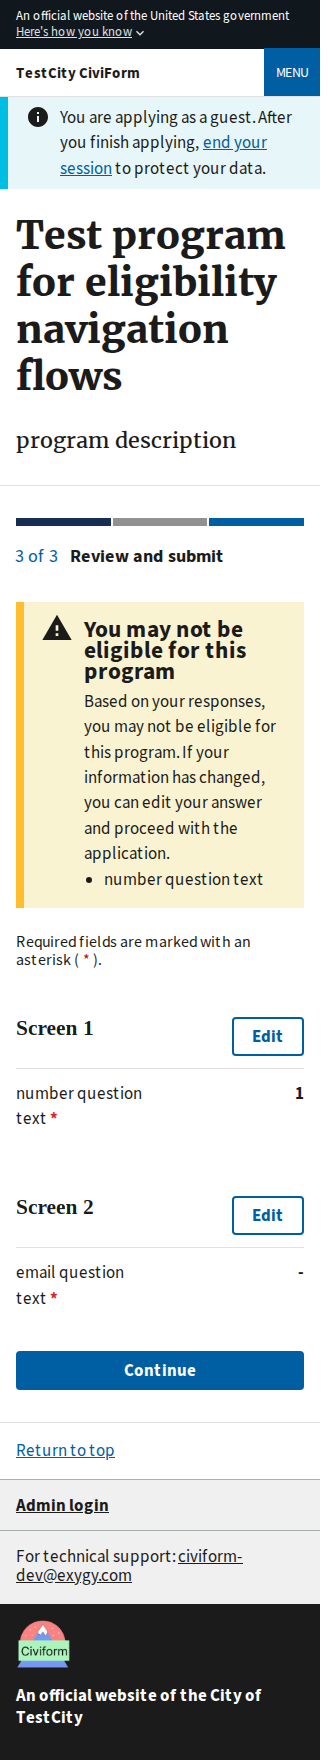 An official website of the United States government
Here's how you know
TestCity CiviForm
MENU
You are applying as a guest. After
you finish applying, end your
session to protect your data.
Test program
for eligibility
navigation
flows
program description
3 of 3 Review and submit
You may not be
eligible for this
program
Based on your responses,
you may not be eligible for
this program. If your
information has changed,
you can edit your answer
and proceed with the
application.
• number question text
Required fields are marked with an
asterisk ( * ).
Screen 1
Edit
number question
text *
1
Screen 2
Edit
email question
text *
-
Continue
Return to top
Admin login
For technical support: civiform-
dev@exygy.com
Civiform
An official website of the City of
TestCity